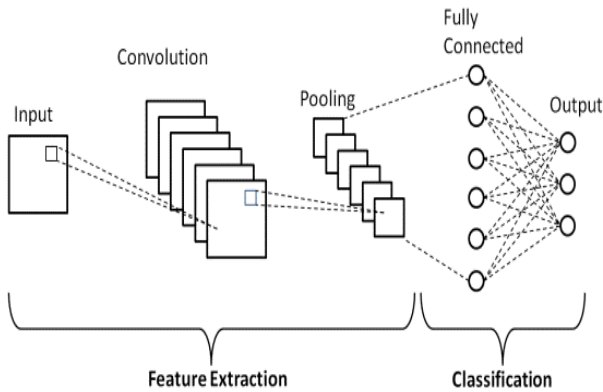 Fully
Connected
Convolution
Pooling
Output
Input
Feature Extraction
Classification